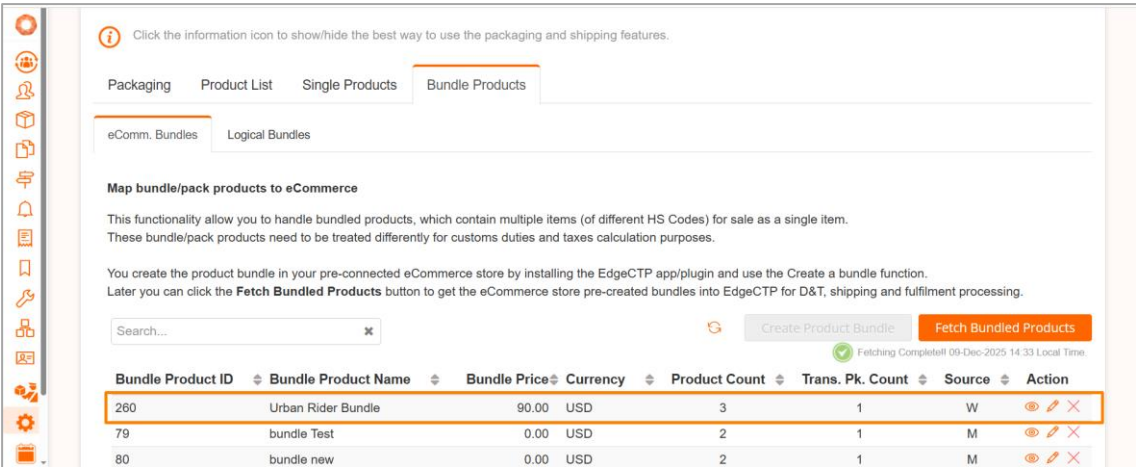 Click the information icon to show/hide the best way to use the packaging and shipping features.
Packaging Product List Single Products Bundle Products
eComm. Bundles Logical Bundles
Map bundle/pack products to eCommerce
This functionality allow you to handle bundled products, which contain multiple items (of different HS Codes) for sale as a single item.
These bundle/pack products need to be treated differently for customs duties and taxes calculation purposes.
You create the product bundle in your pre-connected eCommerce store by installing the EdgeCTP app/plugin and use the Create a bundle function.
Later you can click the Fetch Bundled Products button to get the eCommerce store pre-created bundles into EdgeCTP for D&T, shipping and fulfilment processing.
Search... Create Product Bundle Fetch Bundled Products
Fetching Complete!! 09-Dec-2025 14:33 Local Time.
Bundle Product ID Bundle Product Name Bundle Price Currency Product Count Trans. Pk. Count Source Action
260 Urban Rider Bundle 90.00 USD 3 1 W
79 bundle Test 0.00 USD 2 1 M
80 bundle new 0.00 USD 2 1 M